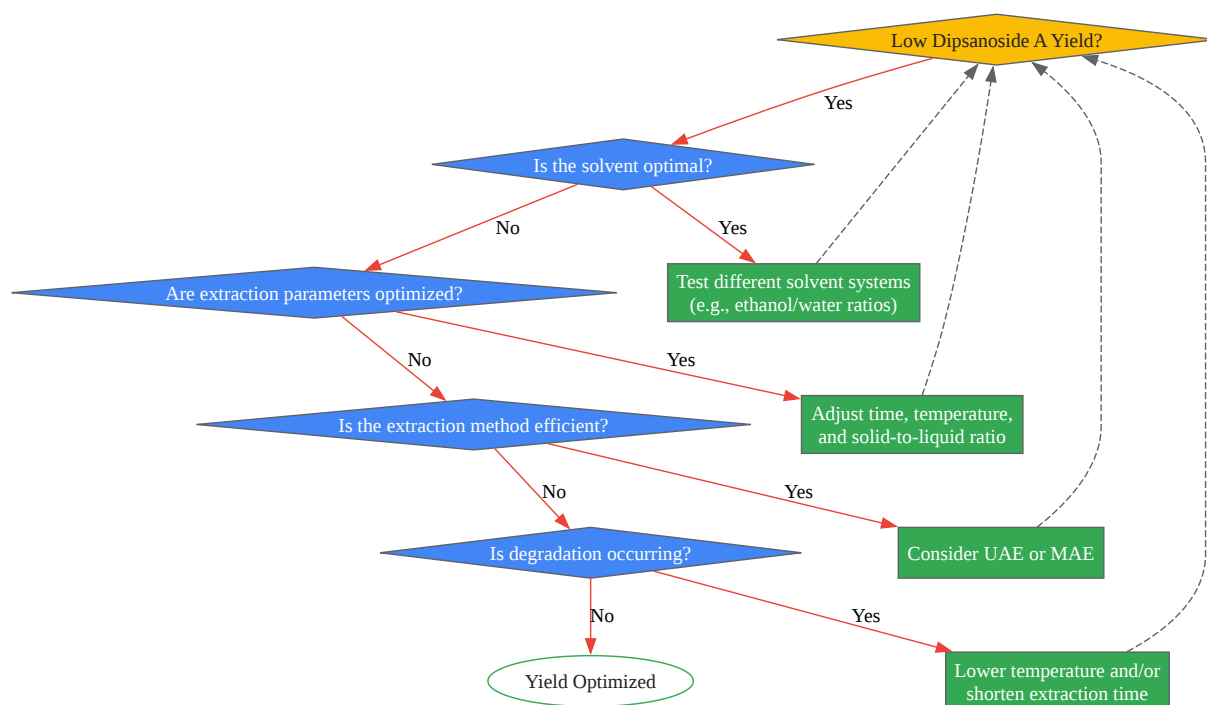 Low Dipsanoside A Yield?
Yes
Is the solvent optimal?
No
Yes
Test different solvent systems
(e.g., ethanol/water ratios)
Are extraction parameters optimized?
No
Yes
Adjust time, temperature,
and solid-to-liquid ratio
Is the extraction method efficient?
No
Yes
Consider UAE or MAE
Is degradation occurring?
No
Yes
Lower temperature and/or
shorten extraction time
Yield Optimized